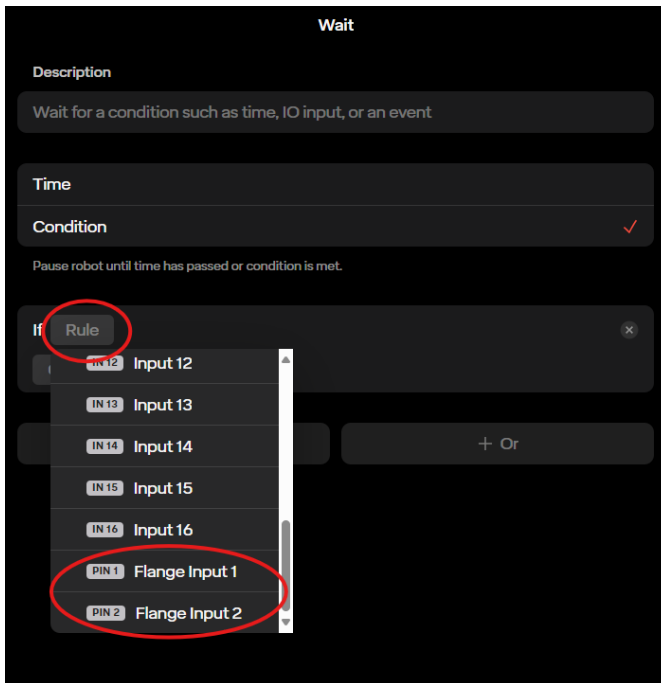 Wait
Description
Wait for a condition such as time, IO input, or an event
Time
Condition
Pause robot until time has passed or condition is met.
If Rule
IN 12 Input 12
IN 13 Input 13
IN 14 Input 14
IN 15 Input 15
IN 16 Input 16
PIN 1 Flange Input 1
PIN 2 Flange Input 2
+ Or